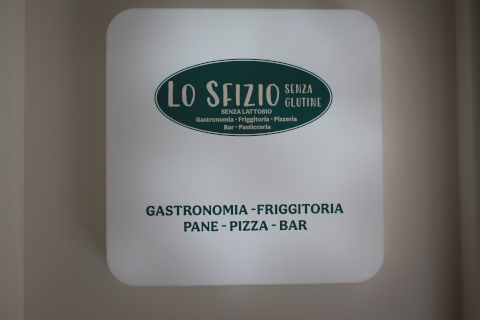 LO SFIZIO SENZA GLUTINE
SENZA LATTOSIO
Gastronomia - Friggitoria - Pizzeria
Bar - Pasticceria
GASTRONOMIA - FRIGGITORIA
PANE - PIZZA - BAR